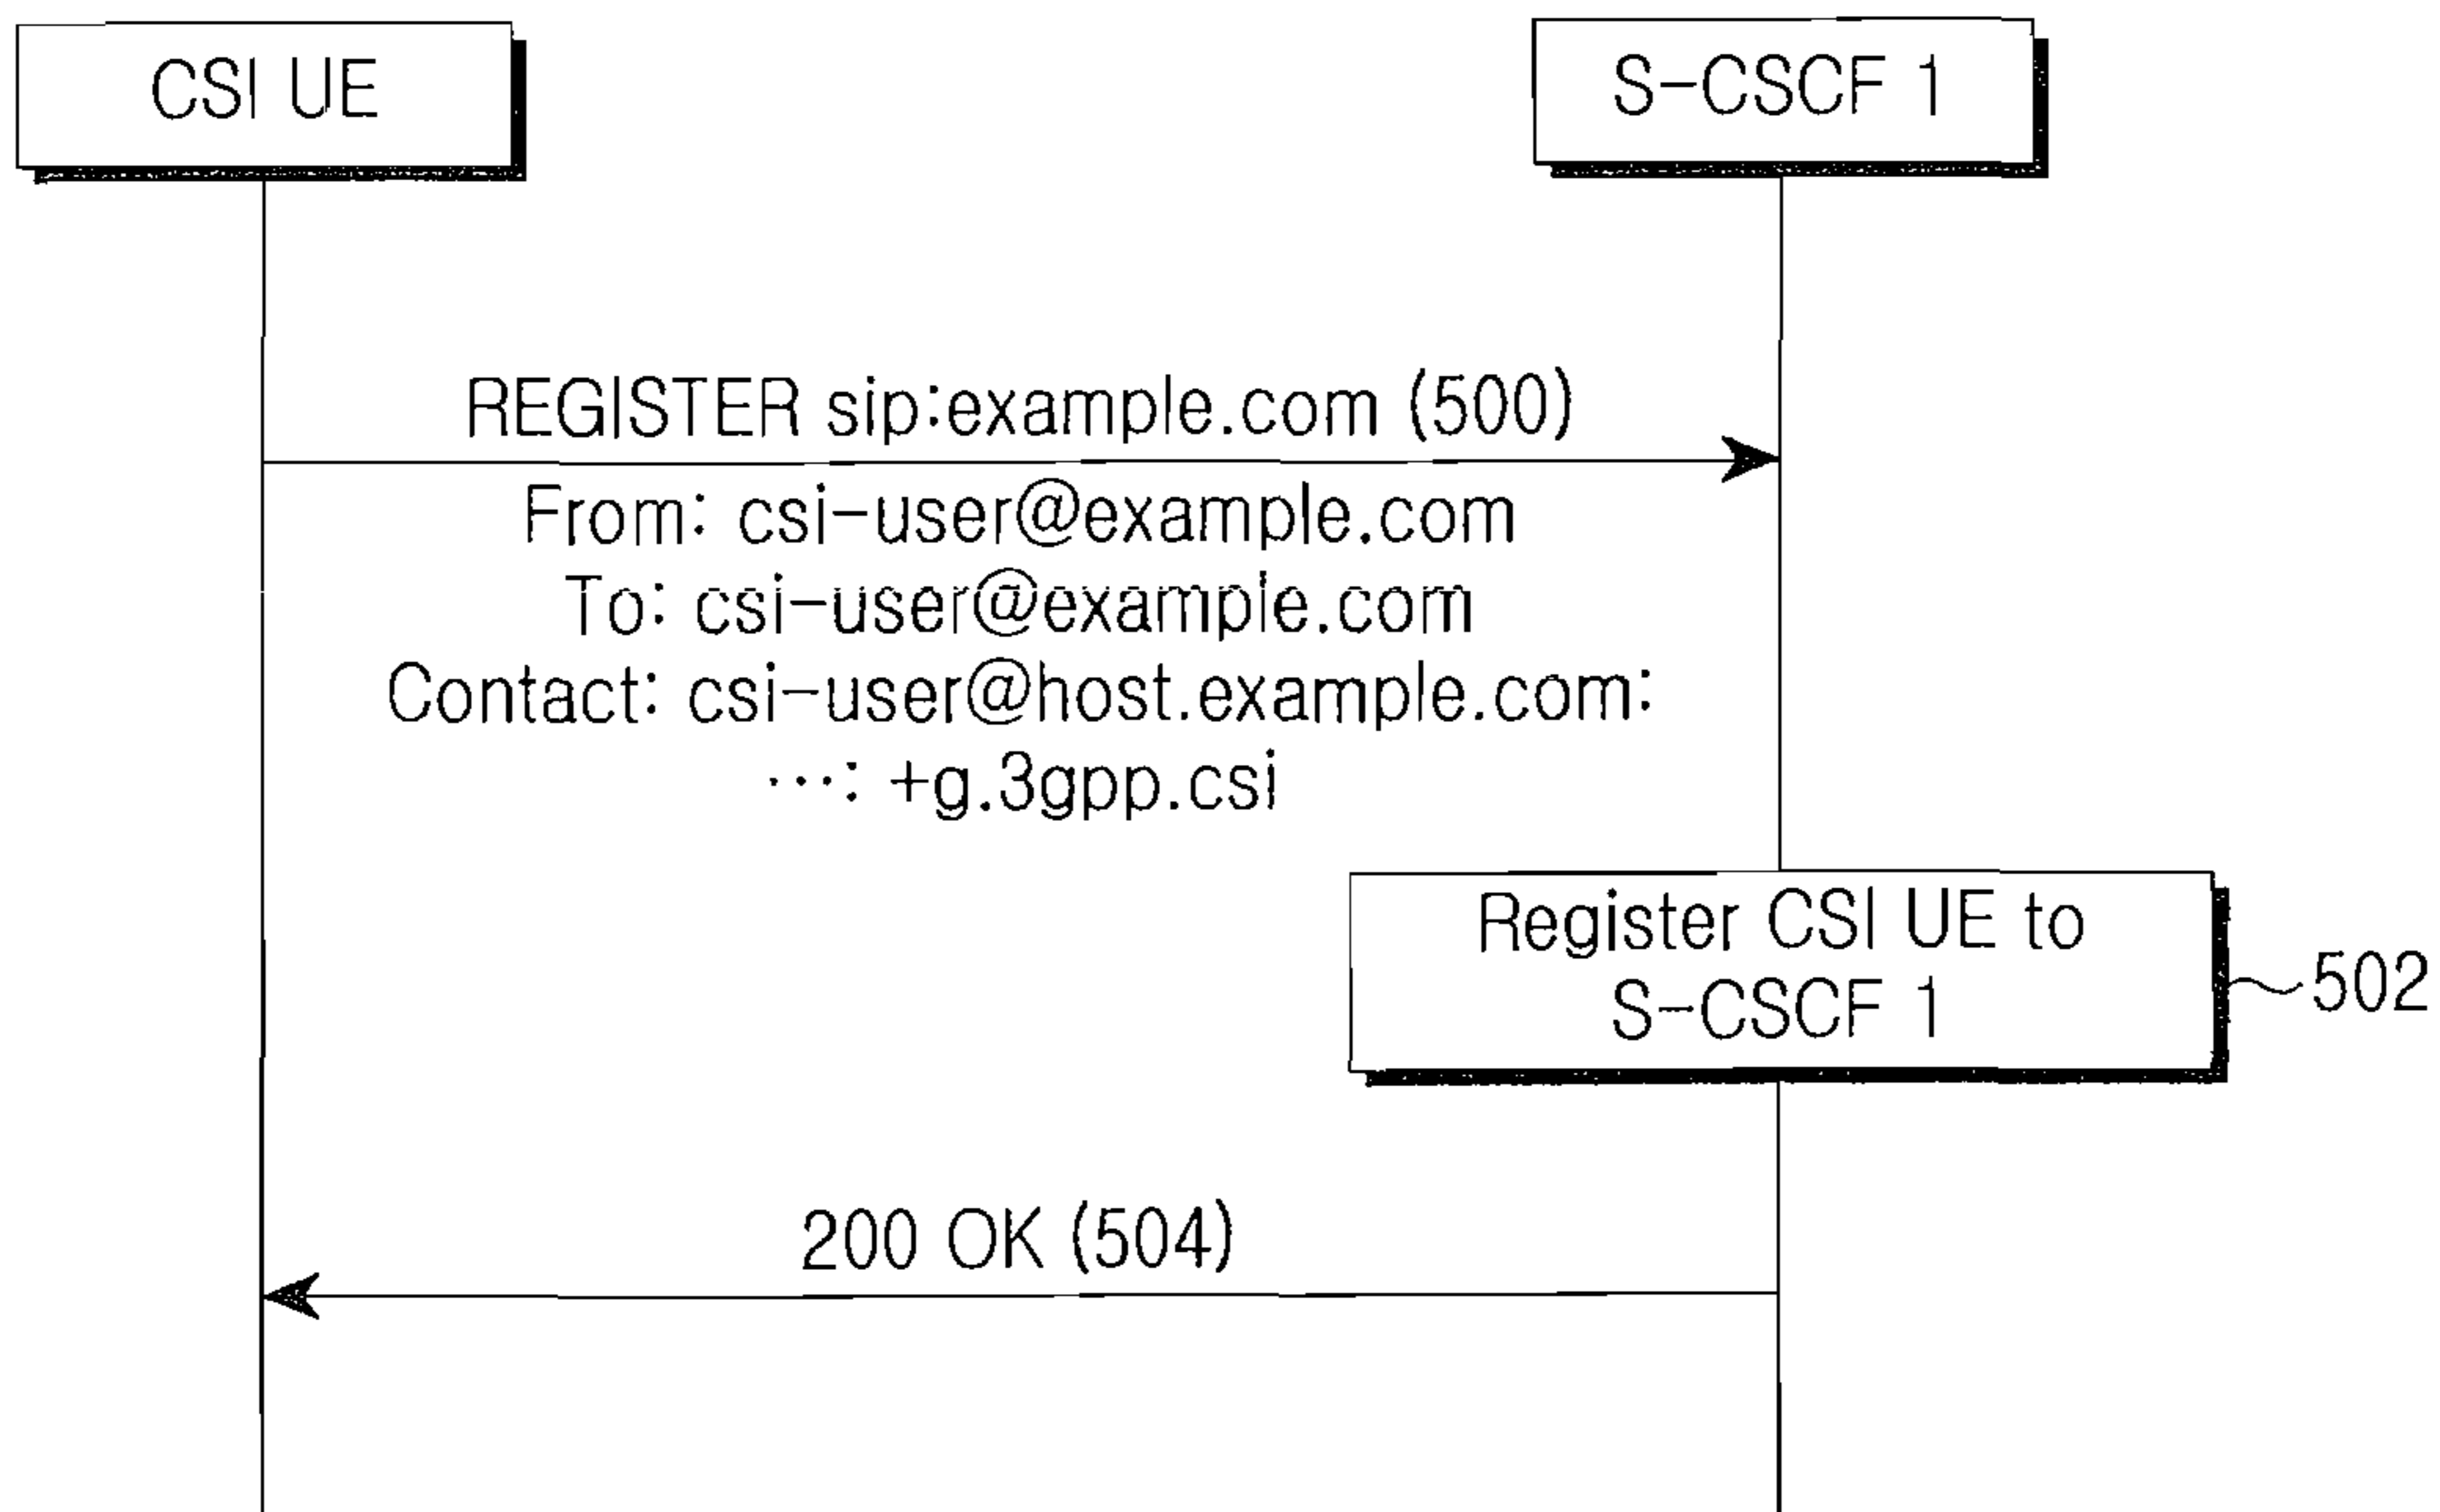 CSI UE
S-CSCF 1
REGISTER sip:example.com (500)
From: csi-user@example.com
To: csi-user@example.com
Contact: csi-user@host.example.com:
…: +g.3gpp.csi
Register CSI UE to
S-CSCF 1
502
200 OK (504)